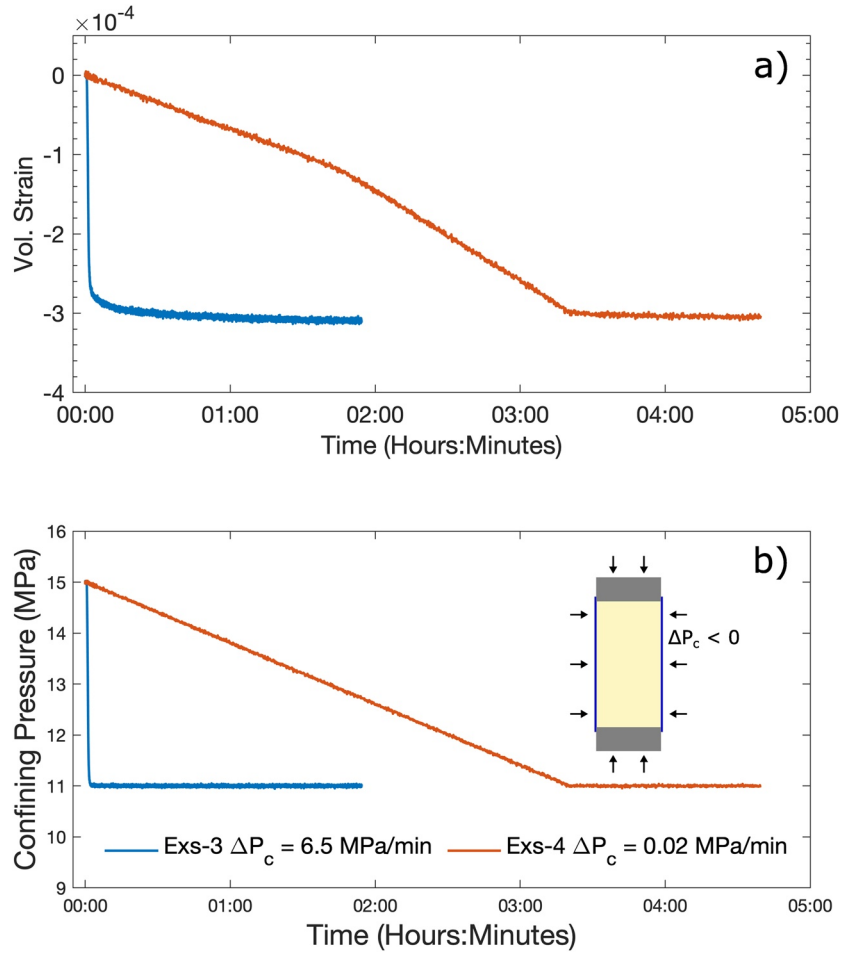 ×10⁻⁴
a)
0
-1
-2
-3
-4
Vol. Strain
00:00 01:00 02:00 03:00 04:00 05:00
Time (Hours:Minutes)
16
15
14
13
12
11
10
9
Confining Pressure (MPa)
b)
ΔP_c < 0
Exs-3 ΔP_c = 6.5 MPa/min Exs-4 ΔP_c = 0.02 MPa/min
00:00 01:00 02:00 03:00 04:00 05:00
Time (Hours:Minutes)